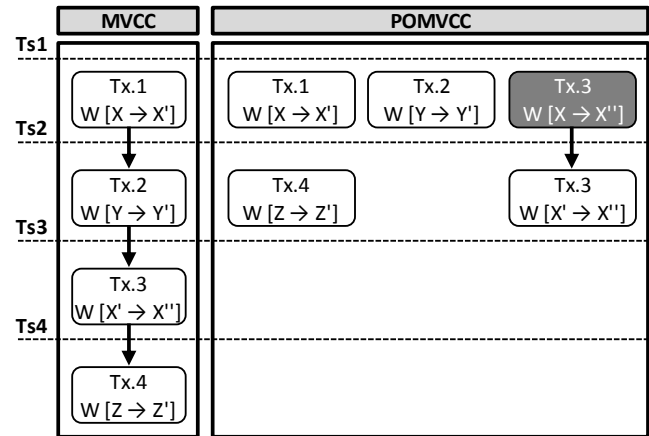 MVCC POMVCC
Ts1
Tx.1 Tx.1 Tx.2 Tx.3
W [X → X'] W [X → X'] W [Y → Y'] W [X → X'']
Ts2
Tx.2 Tx.4 Tx.3
W [Y → Y'] W [Z → Z'] W [X' → X'']
Ts3
Tx.3
W [X' → X'']
Ts4
Tx.4
W [Z → Z']